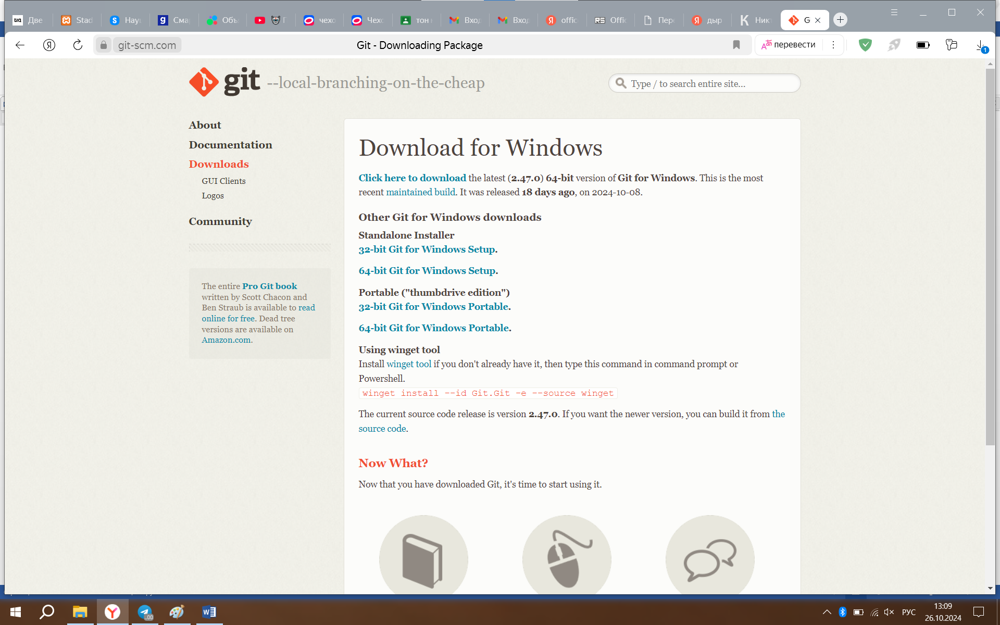 Две
Stad
Нау
Сма
Объ
чехо
Чехо
тон
Вход
Вход
offic
Offic
Пер
дыр
Ник
G
git-scm.com
Git - Downloading Package
перевести
1
git --local-branching-on-the-cheap
Type / to search entire site...
About
Documentation
Downloads
GUI Clients
Logos
Community
The entire Pro Git book
written by Scott Chacon and
Ben Straub is available to read
online for free. Dead tree
versions are available on
Amazon.com.
Download for Windows
Click here to download the latest (2.47.0) 64-bit version of Git for Windows. This is the most
recent maintained build. It was released 18 days ago, on 2024-10-08.
Other Git for Windows downloads
Standalone Installer
32-bit Git for Windows Setup.
64-bit Git for Windows Setup.
Portable ("thumbdrive edition")
32-bit Git for Windows Portable.
64-bit Git for Windows Portable.
Using winget tool
Install winget tool if you don't already have it, then type this command in command prompt or
Powershell.
winget install --id Git.Git -e --source winget
The current source code release is version 2.47.0. If you want the newer version, you can build it from the
source code.
Now What?
Now that you have downloaded Git, it's time to start using it.
РУС
13:09
26.10.2024